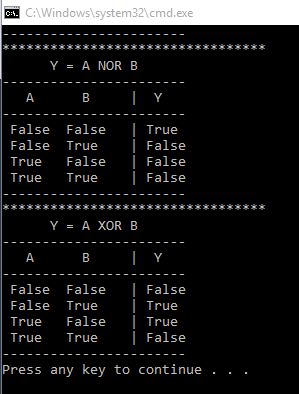 C:\Windows\system32\cmd.exe
-----------------------
*********************************
Y = A NOR B
-----------------------
A B | Y
-----------------------
False False | True
False True | False
True False | False
True True | False
-----------------------
*********************************
Y = A XOR B
-----------------------
A B | Y
-----------------------
False False | False
False True | True
True False | True
True True | False
-----------------------
Press any key to continue . . .